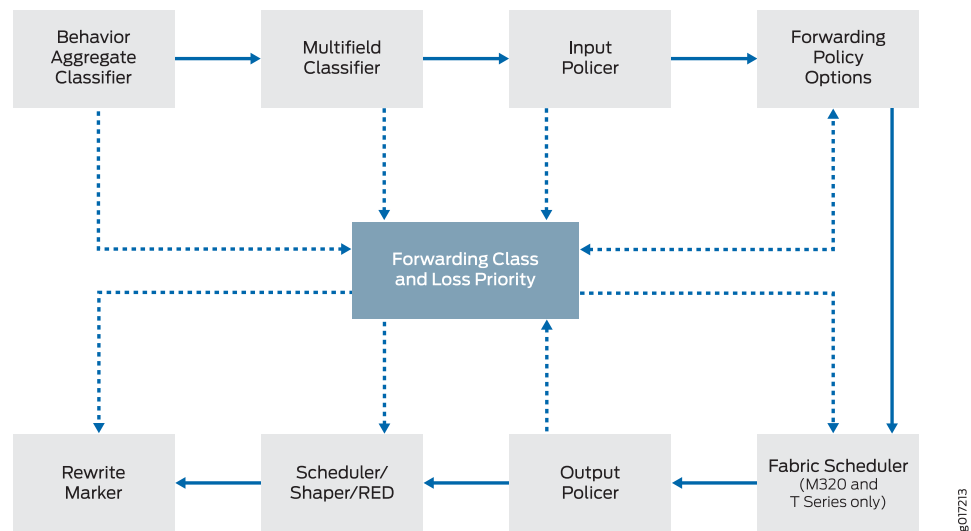 Behavior
Aggregate
Classifier
Multifield
Classifier
Input
Policer
Forwarding
Policy
Options
Forwarding Class
and Loss Priority
Rewrite
Marker
Scheduler/
Shaper/RED
Output
Policer
Fabric Scheduler
(M320 and
T Series only)
g017213